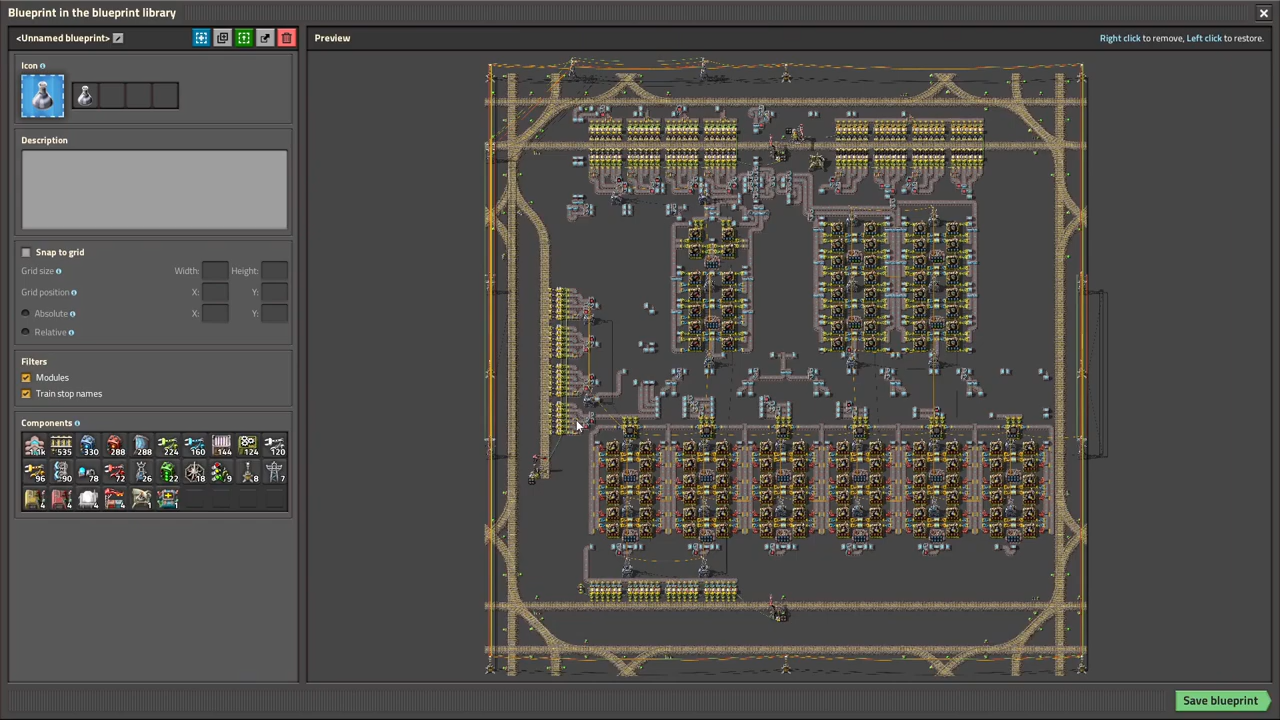 Blueprint in the blueprint library
<Unnamed blueprint>
Preview
Right click to remove, Left click to restore.
Icon
Description
Snap to grid
Grid size
Width:
Height:
Grid position
X:
Y:
Absolute
X:
Y:
Relative
Filters
Modules
Train stop names
Components
535
330
288
124
160
144
124
120
96
90
78
72
26
22
18
9
8
7
4
4
4
4
1
Save blueprint